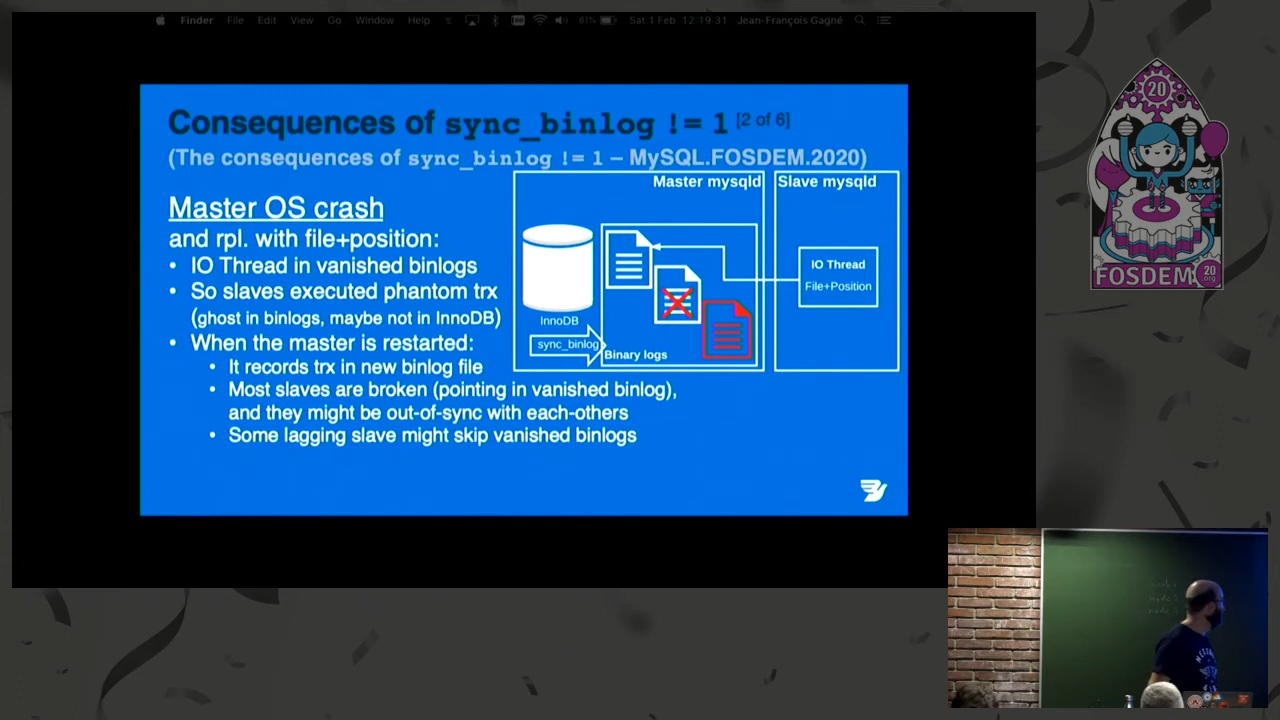 Finder File Edit View Go Window Help 61% Sat 1 Feb 12:19:31 Jean-François Gagné
Consequences of sync_binlog != 1 [2 of 6]
(The consequences of sync_binlog != 1 – MySQL.FOSDEM.2020)
Master OS crash
and rpl. with file+position:
• IO Thread in vanished binlogs
• So slaves executed phantom trx
(ghost in binlogs, maybe not in InnoDB)
• When the master is restarted:
• It records trx in new binlog file
• Most slaves are broken (pointing in vanished binlog),
and they might be out-of-sync with each-others
• Some lagging slave might skip vanished binlogs
Master mysqld
Slave mysqld
InnoDB
sync_binlog
Binary logs
IO Thread
File+Position
20
FOSDEM
20
.org